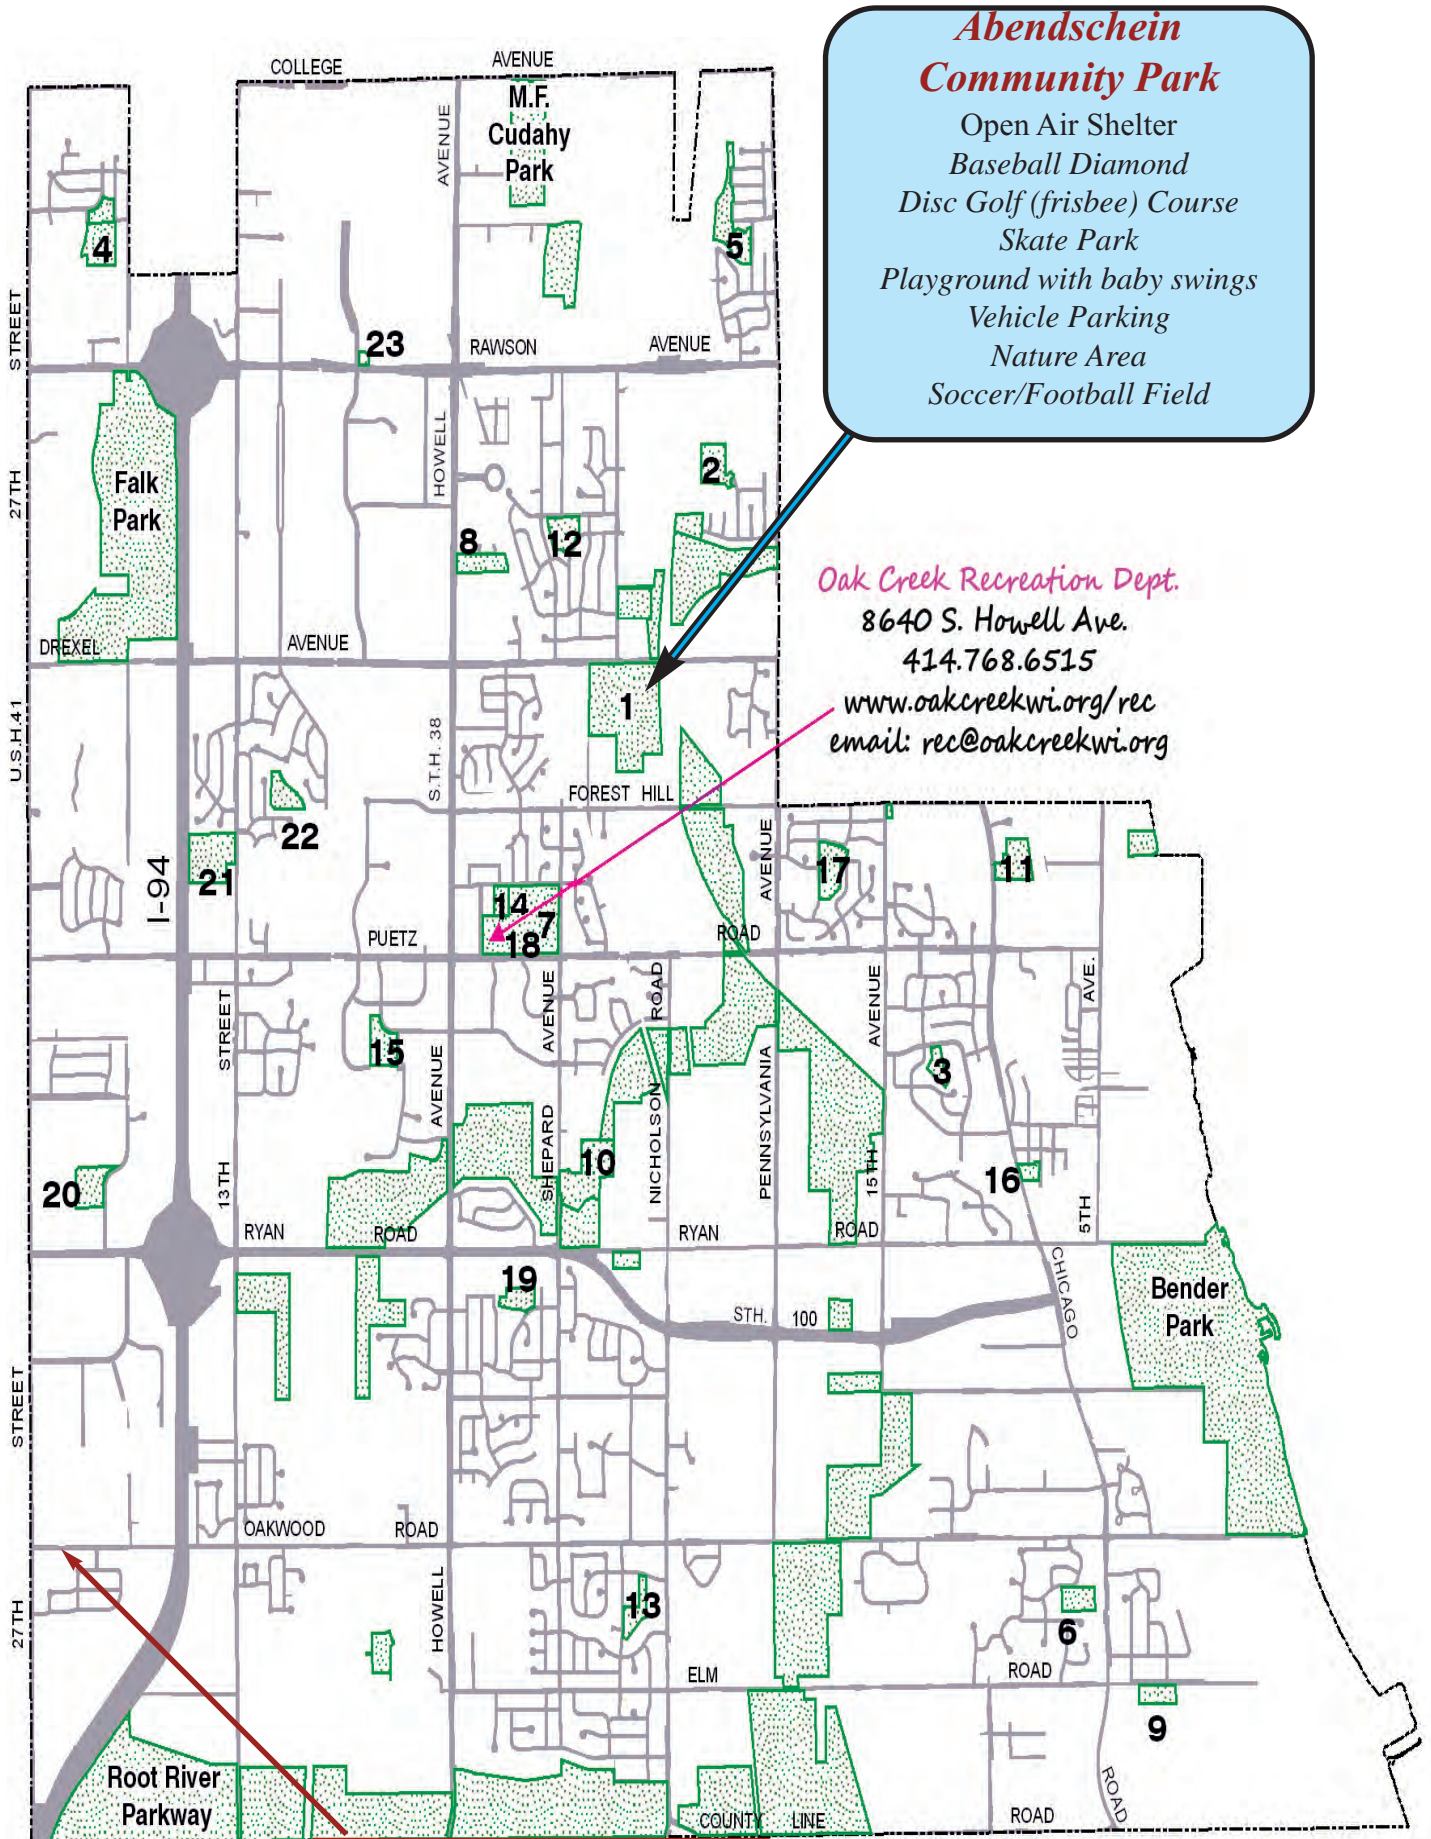 Abendschein
Community Park
Open Air Shelter
Baseball Diamond
Disc Golf (frisbee) Course
Skate Park
Playground with baby swings
Vehicle Parking
Nature Area
Soccer/Football Field
COLLEGE
AVENUE
M.F.
Cudahy
Park
AVENUE
4
5
STREET
23
RAWSON
AVENUE
HOWELL
27TH
Falk
Park
2
8
12
DREXEL
AVENUE
Oak Creek Recreation Dept.
8640 S. Howell Ave.
414.768.6515
www.oakcreekwi.org/rec
email: rec@oakcreekwi.org
1
U.S.H.41
S.T.H. 38
FOREST HILL
22
21
I-94
AVENUE
17
11
14
7
18
PUETZ
ROAD
STREET
AVENUE
ROAD
AVENUE
AVE.
15
3
AVENUE
PENNSYLVANIA
SHEPARD
NICHOLSON
10
20
13TH
15TH
16
5TH
RYAN
ROAD
RYAN
ROAD
CHICAGO
19
STH.
100
Bender
Park
STREET
OAKWOOD
ROAD
27TH
HOWELL
13
6
ELM
ROAD
9
Root River
Parkway
COUNTY
LINE
ROAD
ROAD